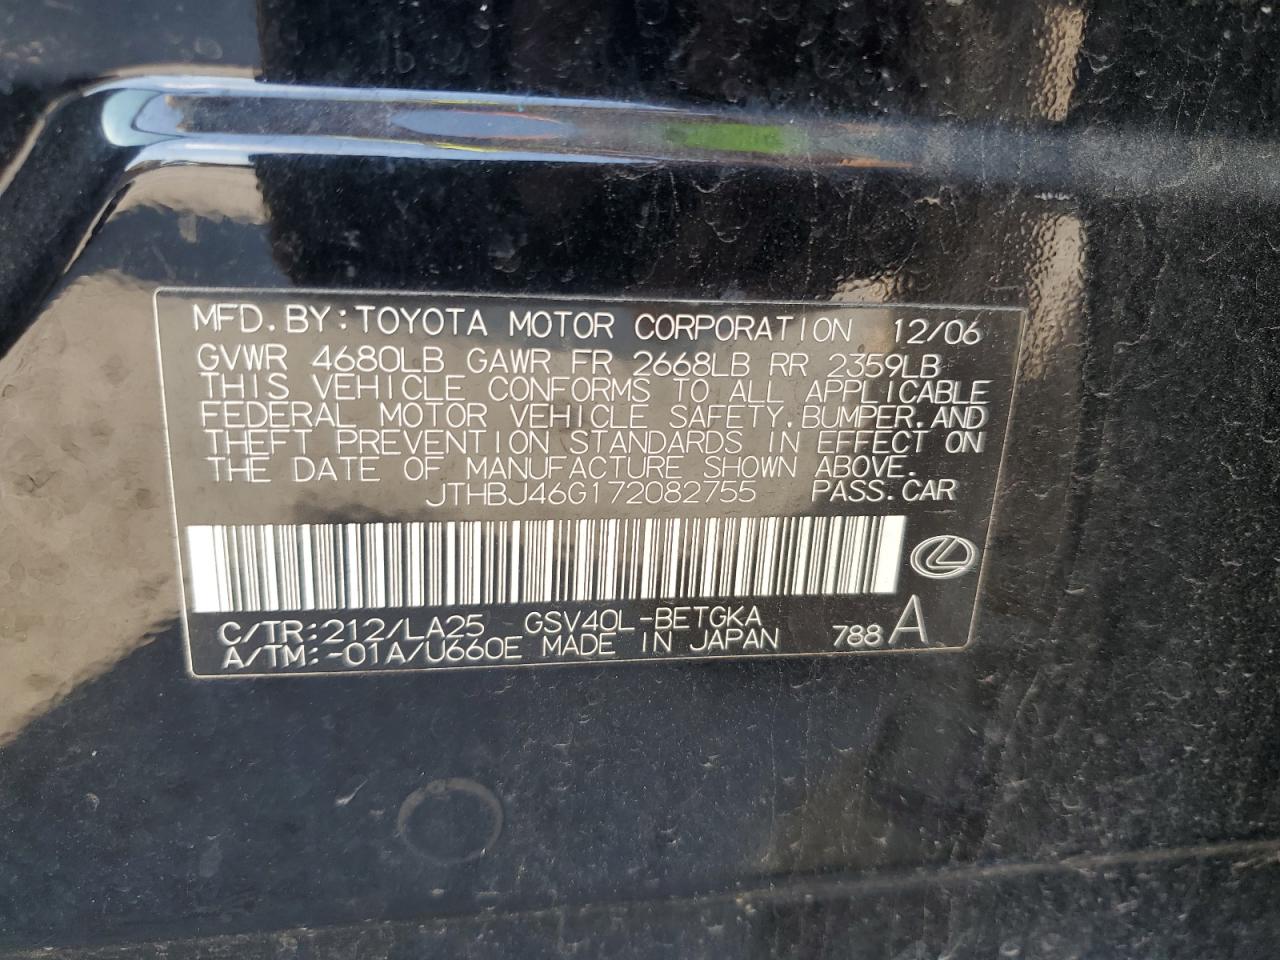 MFD. BY: TOYOTA MOTOR CORPORATION 12/06
GVWR 4680LB GAWR FR 2668LB RR 2359LB
THIS VEHICLE CONFORMS TO ALL APPLICABLE
FEDERAL MOTOR VEHICLE SAFETY, BUMPER, AND
THEFT PREVENTION STANDARDS IN EFFECT ON
THE DATE OF MANUFACTURE SHOWN ABOVE.
JTHBJ46G172082755 PASS. CAR
C/TR: 212/LA25 GSV40L-BETGKA
A/TM: -01A/U660E MADE IN JAPAN 788 A